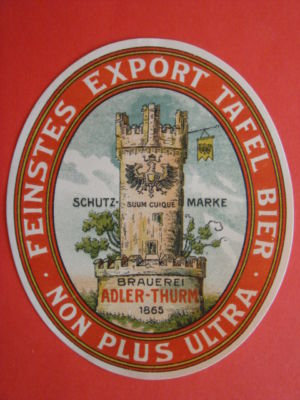 · FEINSTES EXPORT TAFEL BIER ·
NON PLUS ULTRA
SCHUTZ- MARKE
SUUM CUIQUE
BRAUEREI
ADLER-THURM
1865